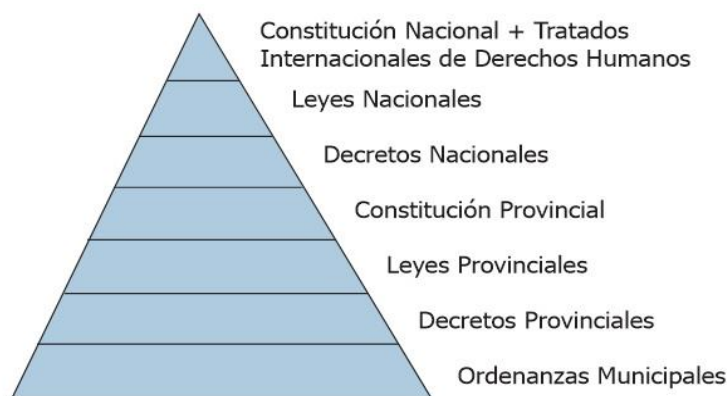 Constitución Nacional + Tratados
Internacionales de Derechos Humanos
Leyes Nacionales
Decretos Nacionales
Constitución Provincial
Leyes Provinciales
Decretos Provinciales
Ordenanzas Municipales